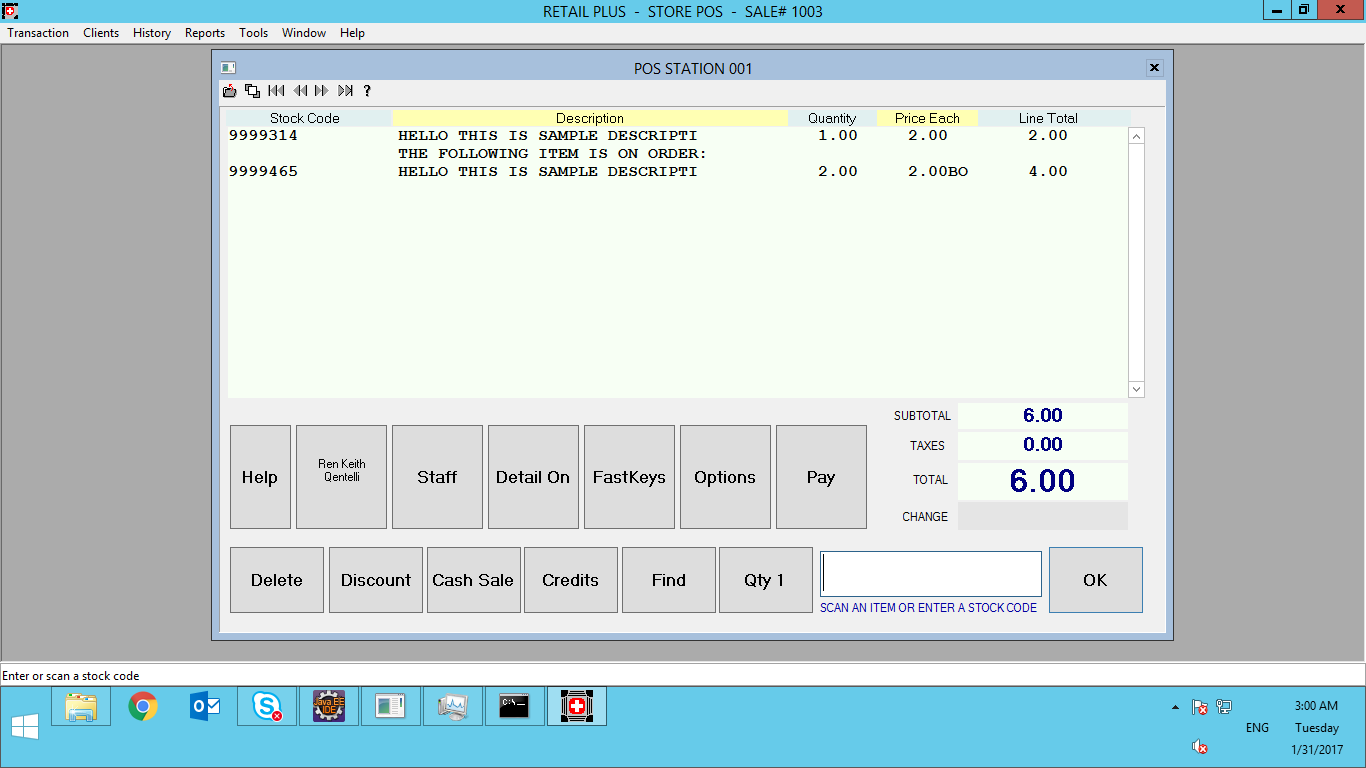 RETAIL PLUS - STORE POS - SALE# 1003
Transaction Clients History Reports Tools Window Help
POS STATION 001
?
Stock Code Description Quantity Price Each Line Total
9999314 HELLO THIS IS SAMPLE DESCRIPTI 1.00 2.00 2.00
THE FOLLOWING ITEM IS ON ORDER:
9999465 HELLO THIS IS SAMPLE DESCRIPTI 2.00 2.00BO 4.00
SUBTOTAL 6.00
TAXES 0.00
TOTAL 6.00
CHANGE
Help
Ren Keith
Qentelli
Staff Detail On FastKeys Options Pay
Delete Discount Cash Sale Credits Find Qty 1 OK
SCAN AN ITEM OR ENTER A STOCK CODE
Enter or scan a stock code
Java EE
IDE
C:\_
3:00 AM
ENG Tuesday
1/31/2017